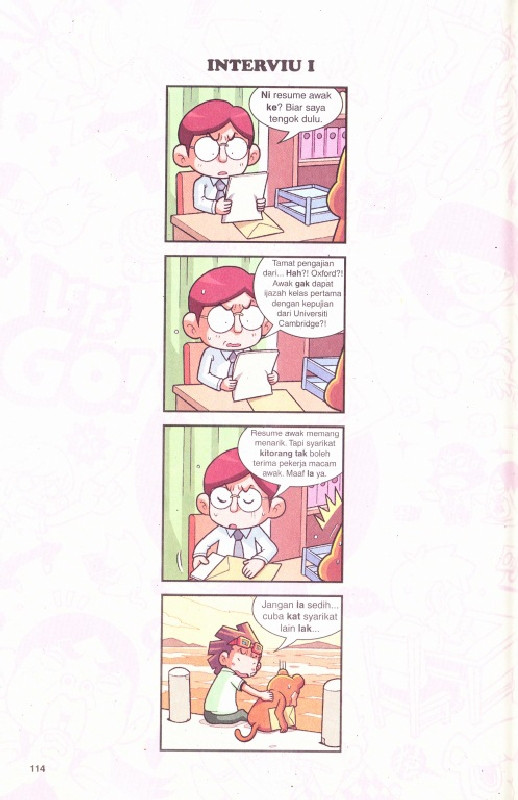 INTERVIU I
Ni resume awak
ke? Biar saya
tengok dulu.
Tamat pengajian
dari... Hah?! Oxford?!
Awak gak dapat
ijazah kelas pertama
dengan kepujian
dari Universiti
Cambridge?!
Resume awak memang
menarik. Tapi syarikat
kitorang tak boleh
terima pekerja macam
awak. Maaf la ya.
Jangan la sedih...
cuba kat syarikat
lain lak...
114